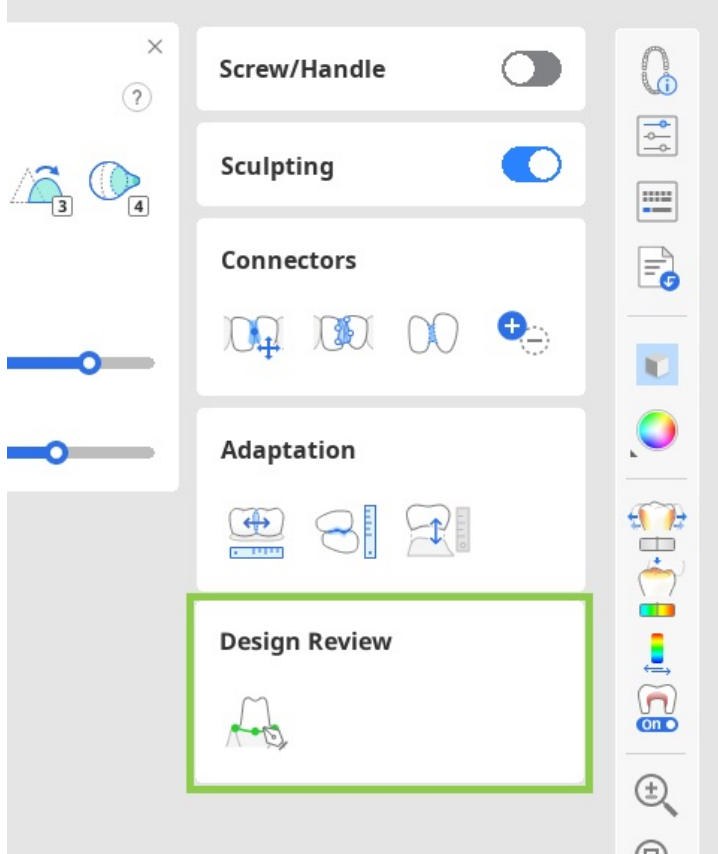 Screw/Handle
?
Sculpting
3
4
Connectors
Adaptation
Design Review
On